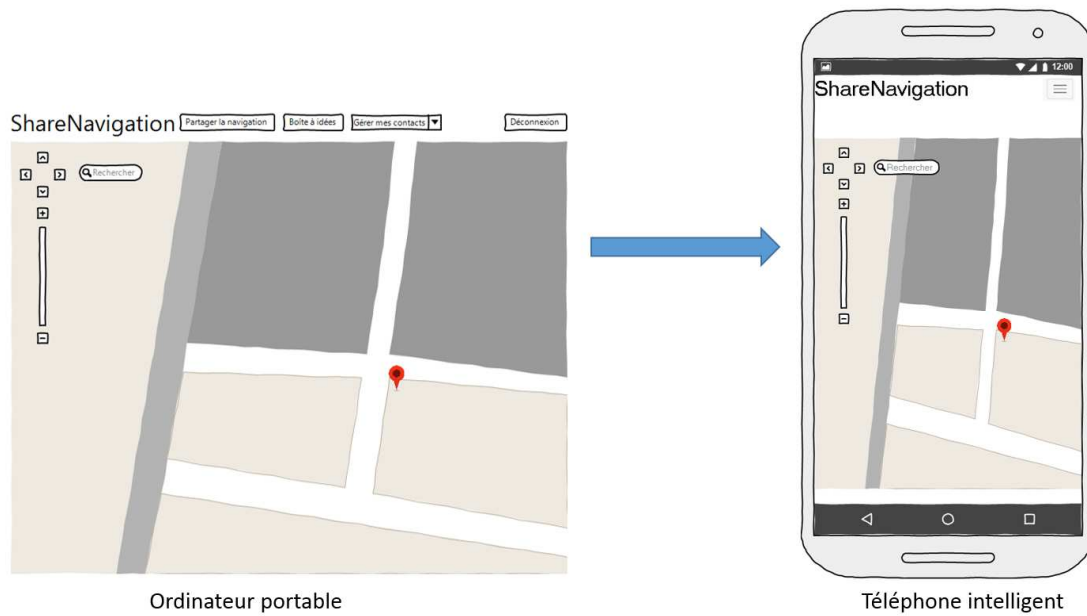 12:00
ShareNavigation
ShareNavigation Partager la navigation Boîte à idées Gérer mes contacts Déconnexion
Rechercher
Rechercher
Ordinateur portable
Téléphone intelligent